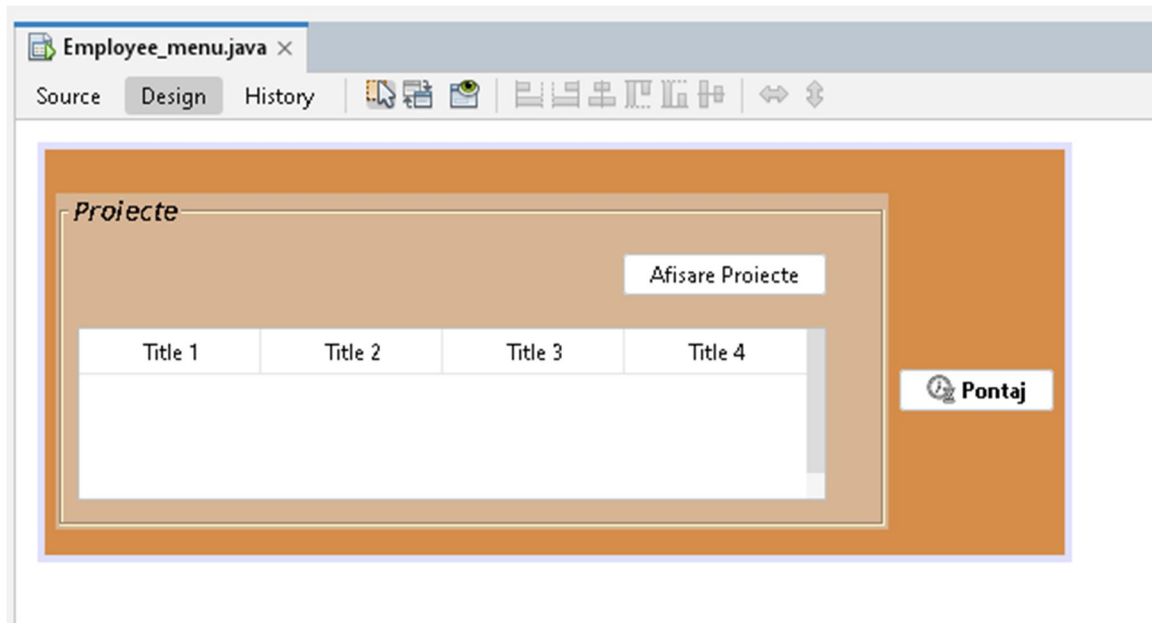 Employee_menu.java
Source Design History
Proiecte
Afisare Proiecte
Title 1 Title 2 Title 3 Title 4
Pontaj